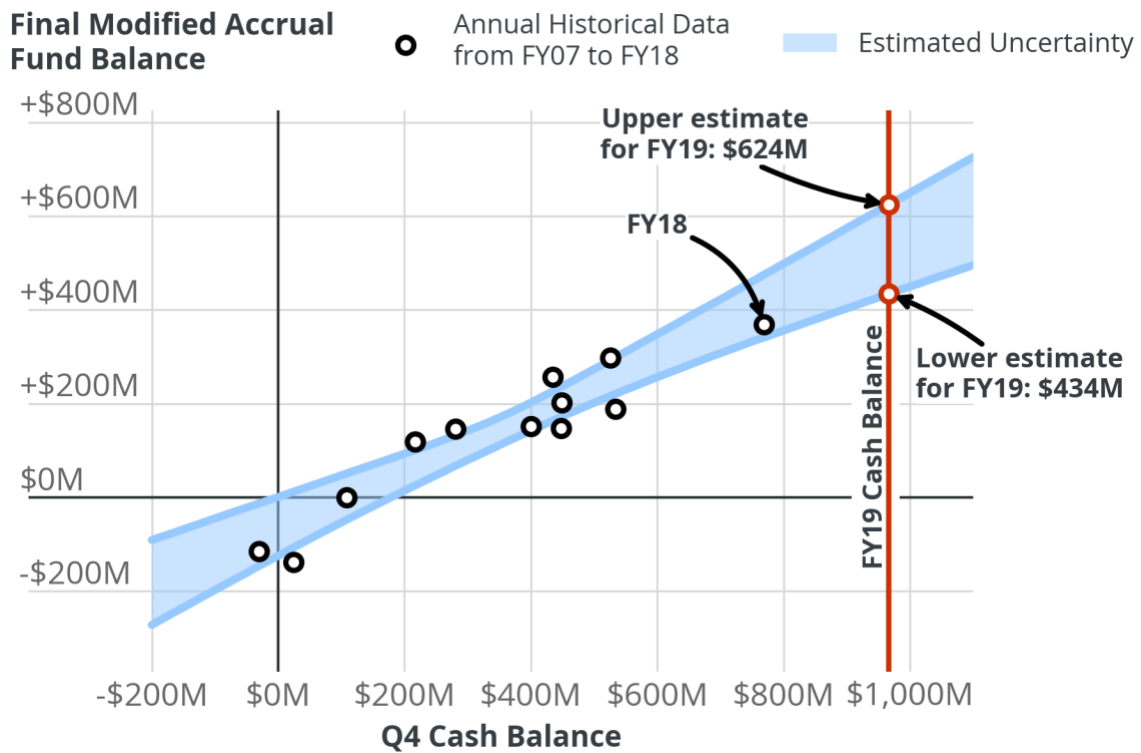 Final Modified Accrual
Fund Balance
Annual Historical Data
from FY07 to FY18
Estimated Uncertainty
+$800M
+$600M
+$400M
+$200M
$0M
-$200M
Upper estimate
for FY19: $624M
FY18
Lower estimate
for FY19: $434M
FY19 Cash Balance
-$200M
$0M
$200M
$400M
$600M
$800M
$1,000M
Q4 Cash Balance